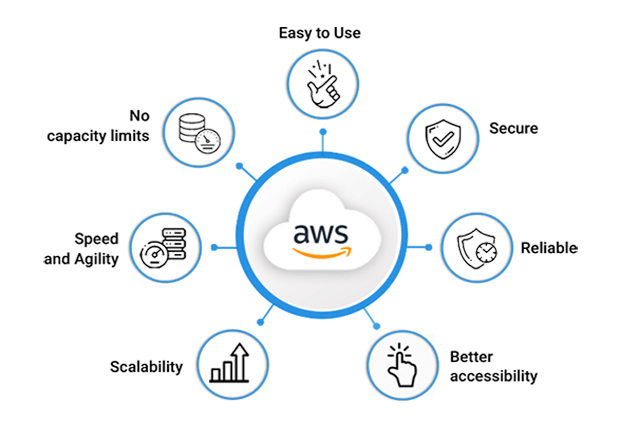 Easy to Use
No
capacity limits
Secure
aws
Speed
and Agility
Reliable
Scalability
Better
accessibility